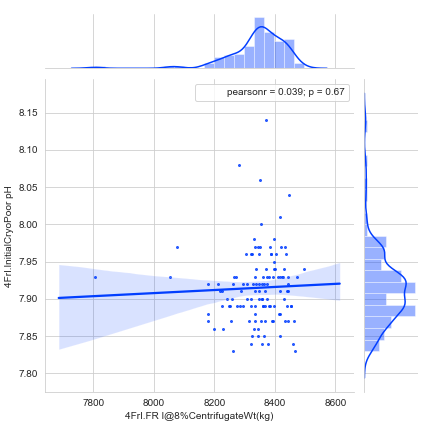 pearsonr = 0.039; p = 0.67
8.15
8.10
8.05
8.00
7.95
7.90
7.85
7.80
4FrI.InitialCryoPoor pH
7800 8000 8200 8400 8600
4FrI.FR I@8%CentrifugateWt(kg)